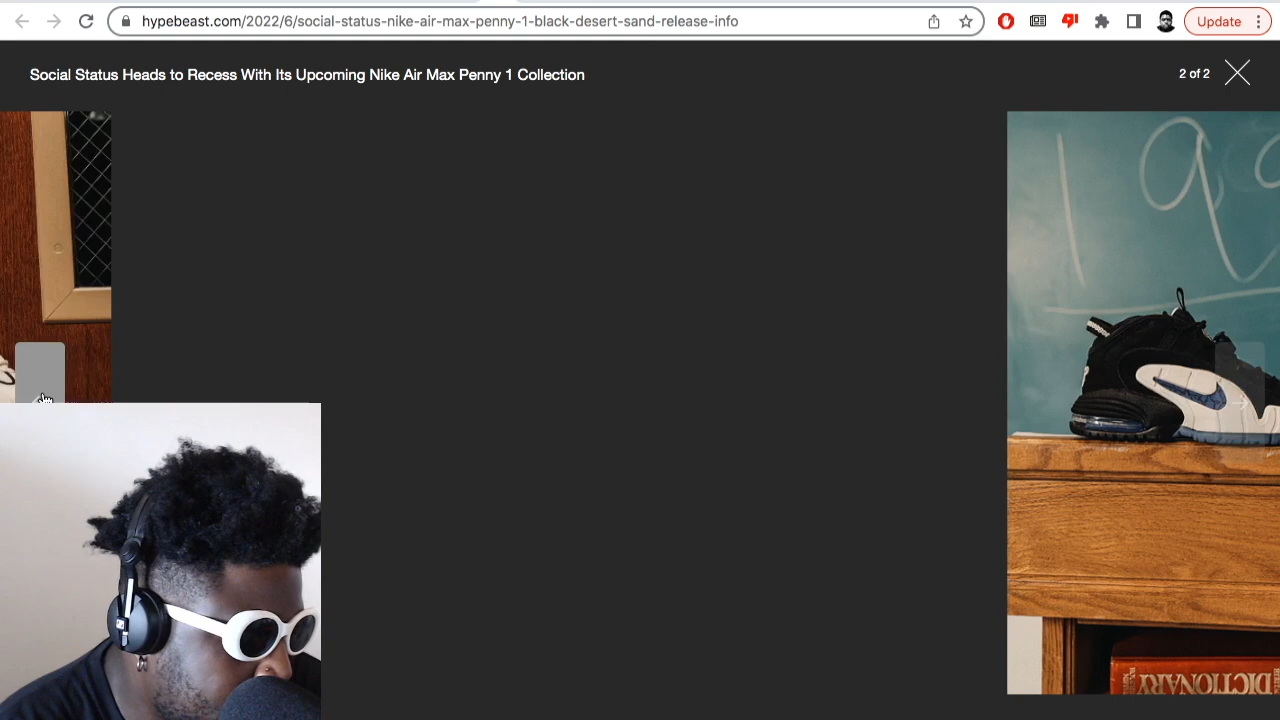 hypebeast.com/2022/6/social-status-nike-air-max-penny-1-black-desert-sand-release-info
Update
Social Status Heads to Recess With Its Upcoming Nike Air Max Penny 1 Collection
2 of 2
199
DICTIONARY